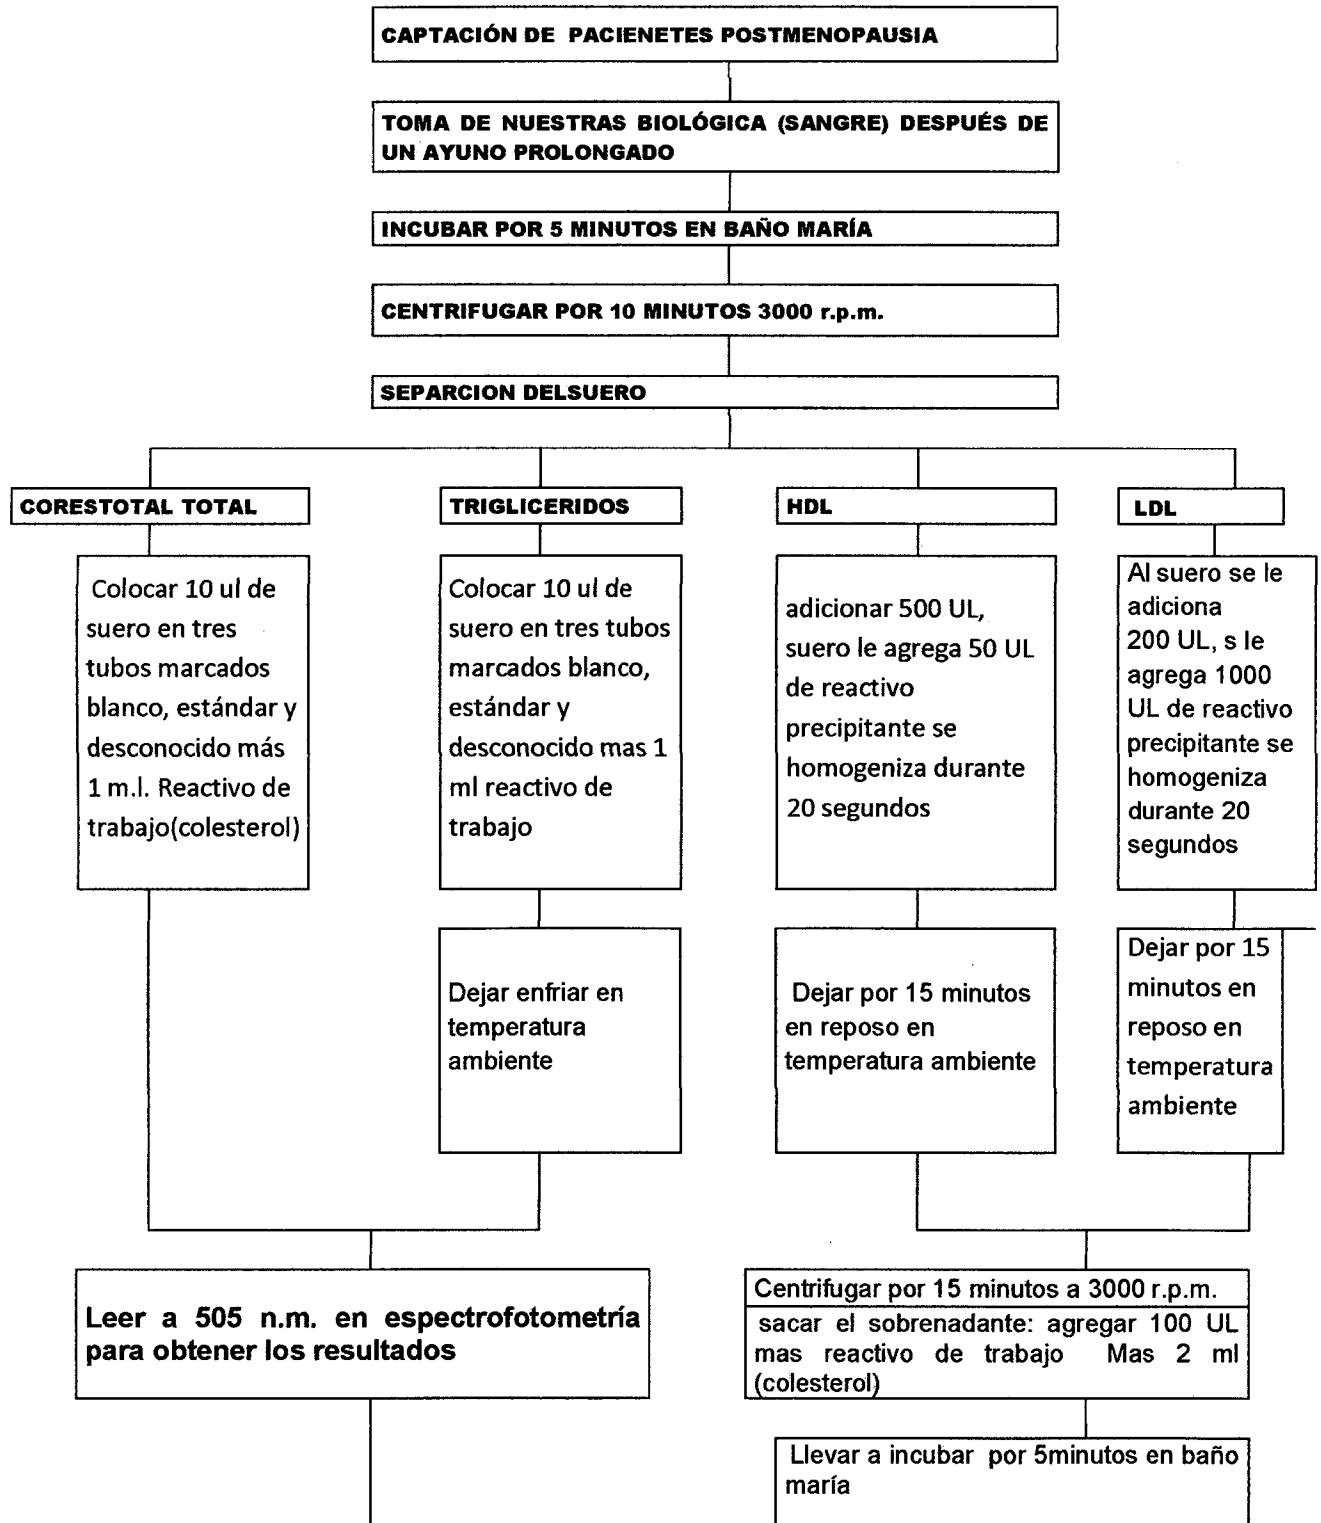 CAPTACIÓN DE PACIENETES POSTMENOPAUSIA
TOMA DE NUESTRAS BIOLÓGICA (SANGRE) DESPUÉS DE
UN AYUNO PROLONGADO
INCUBAR POR 5 MINUTOS EN BAÑO MARÍA
CENTRIFUGAR POR 10 MINUTOS 3000 r.p.m.
SEPARCION DELSUERO
CORESTOTAL TOTAL
Colocar 10 ul de
suero en tres
tubos marcados
blanco, estándar y
desconocido más
1 m.l. Reactivo de
trabajo(colesterol)
TRIGLICERIDOS
Colocar 10 ul de
suero en tres tubos
marcados blanco,
estándar y
desconocido mas 1
ml reactivo de
trabajo
Dejar enfriar en
temperatura
ambiente
HDL
adicionar 500 UL,
suero le agrega 50 UL
de reactivo
precipitante se
homogeniza durante
20 segundos
Dejar por 15 minutos
en reposo en
temperatura ambiente
LDL
Al suero se le
adiciona
200 UL, s le
agrega 1000
UL de reactivo
precipitante se
homogeniza
durante 20
segundos
Dejar por 15
minutos en
reposo en
temperatura
ambiente
Leer a 505 n.m. en espectrofotometría
para obtener los resultados
Centrifugar por 15 minutos a 3000 r.p.m.
sacar el sobrenadante: agregar 100 UL
mas reactivo de trabajo Mas 2 ml
(colesterol)
Llevar a incubar por 5minutos en baño
maría